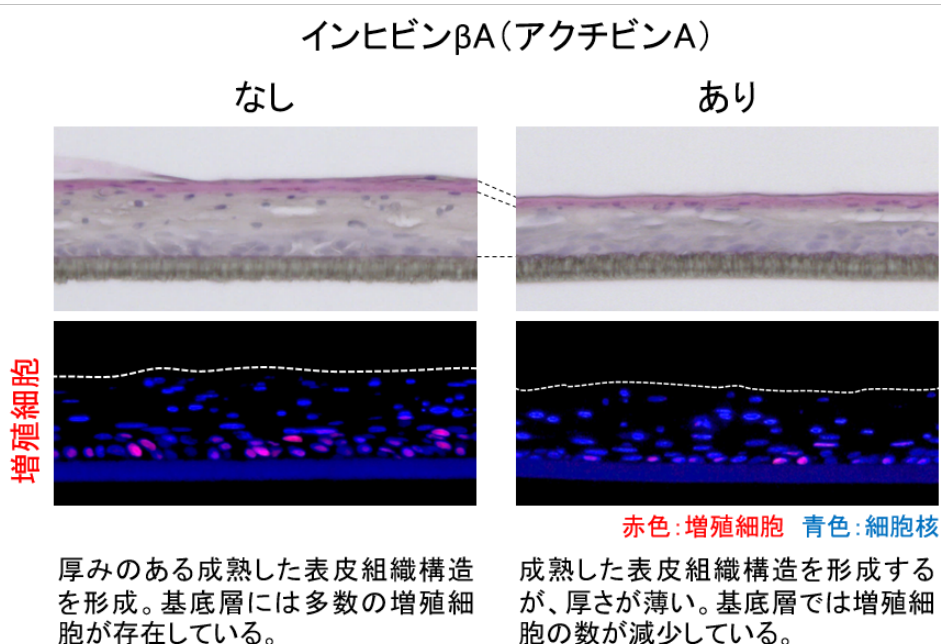 インヒビンβA（アクチビンA）
なし
あり
増殖細胞
赤色：増殖細胞 青色：細胞核
厚みのある成熟した表皮組織構造
を形成。基底層には多数の増殖細
胞が存在している。
成熟した表皮組織構造を形成する
が、厚さが薄い。基底層では増殖細
胞の数が減少している。